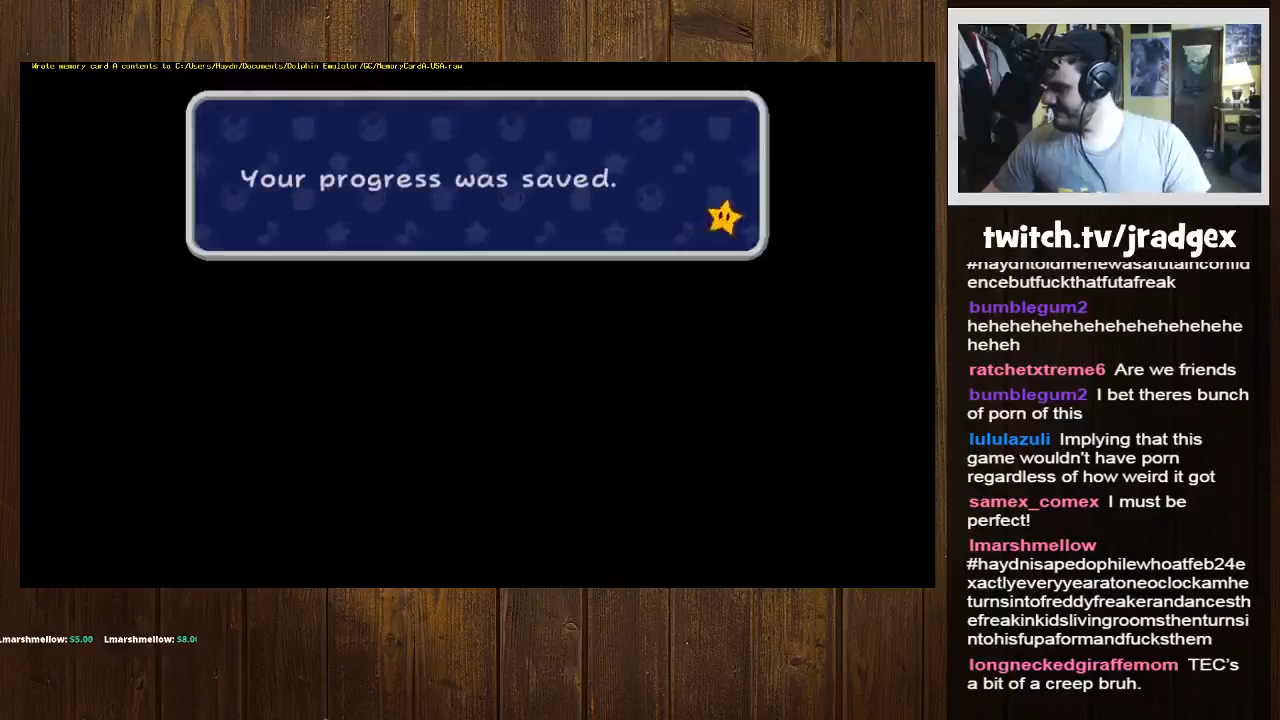 Wrote memory card A contents to C:/Users/Haydn/Documents/Dolphin Emulator/GC/MemoryCardA.USA.raw
Your progress was saved.
twitch.tv/jradgex
#haydntoldmehewasafutainconfid
encebutfuckthatfutafreak
bumblegum2
hehehehehehehehehehehehehe
heheh
ratchetxtreme6 Are we friends
bumblegum2 I bet theres bunch
of porn of this
lululazuli Implying that this
game wouldn't have porn
regardless of how weird it got
samex_comex I must be
perfect!
lmarshmellow
#haydnisapedophilewhoatfeb24e
xactlyeveryyearatoneoclockamhe
turnsintofreddyfreakerandancesth
efreakinkidslivingroomsthenturnsi
ntohisfupaformandfucksthem
longneckedgiraffemom TEC's
a bit of a creep bruh.
.marshmellow: $5.00 Lmarshmellow: $8.0